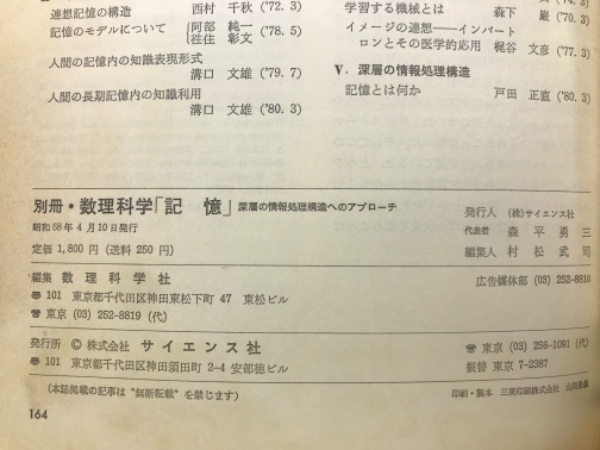 連想記憶の構造 西村 千秋 ('72. 3)
記憶のモデルについて 阿部 純一
荘住 彰文 ('78. 5)
人間の記憶内の知識表現形式
溝口 文雄 ('79. 7)
人間の長期記憶内の知識利用
溝口 文雄 ('80. 3)
学習する機械とは 森下 巌 ('70. 3)
イメージの連想――インパート
ロンとその医学的応用 梶谷 文彦 ('77. 3)
V. 深層の情報処理構造
記憶とは何か 戸田 正直 ('80. 3)
別冊・数理科学「記 憶」深層の情報処理構造へのアプローチ
昭和58年4月10日発行
定価 1,800 円 (送料 250 円)
発行人 (株)サイエンス社
代表者 森 平 勇 三
編集人 村 松 武 司
編集 数 理 科 学 社
☎ 101 東京都千代田区神田東松下町 47 東松ビル
☎ 東京 (03) 252-8819 (代)
広告媒体部 (03) 252-8810
発行所 © 株式会社 サイエンス社
☎ 101 東京都千代田区神田須田町 2-4 安部徳ビル
☎ 東京 (03) 256-1091 (代)
振替 東京 7-2387
(本誌掲載の記事は"無断転載"を禁じます)
印刷・製本 三美印刷株式会社
164